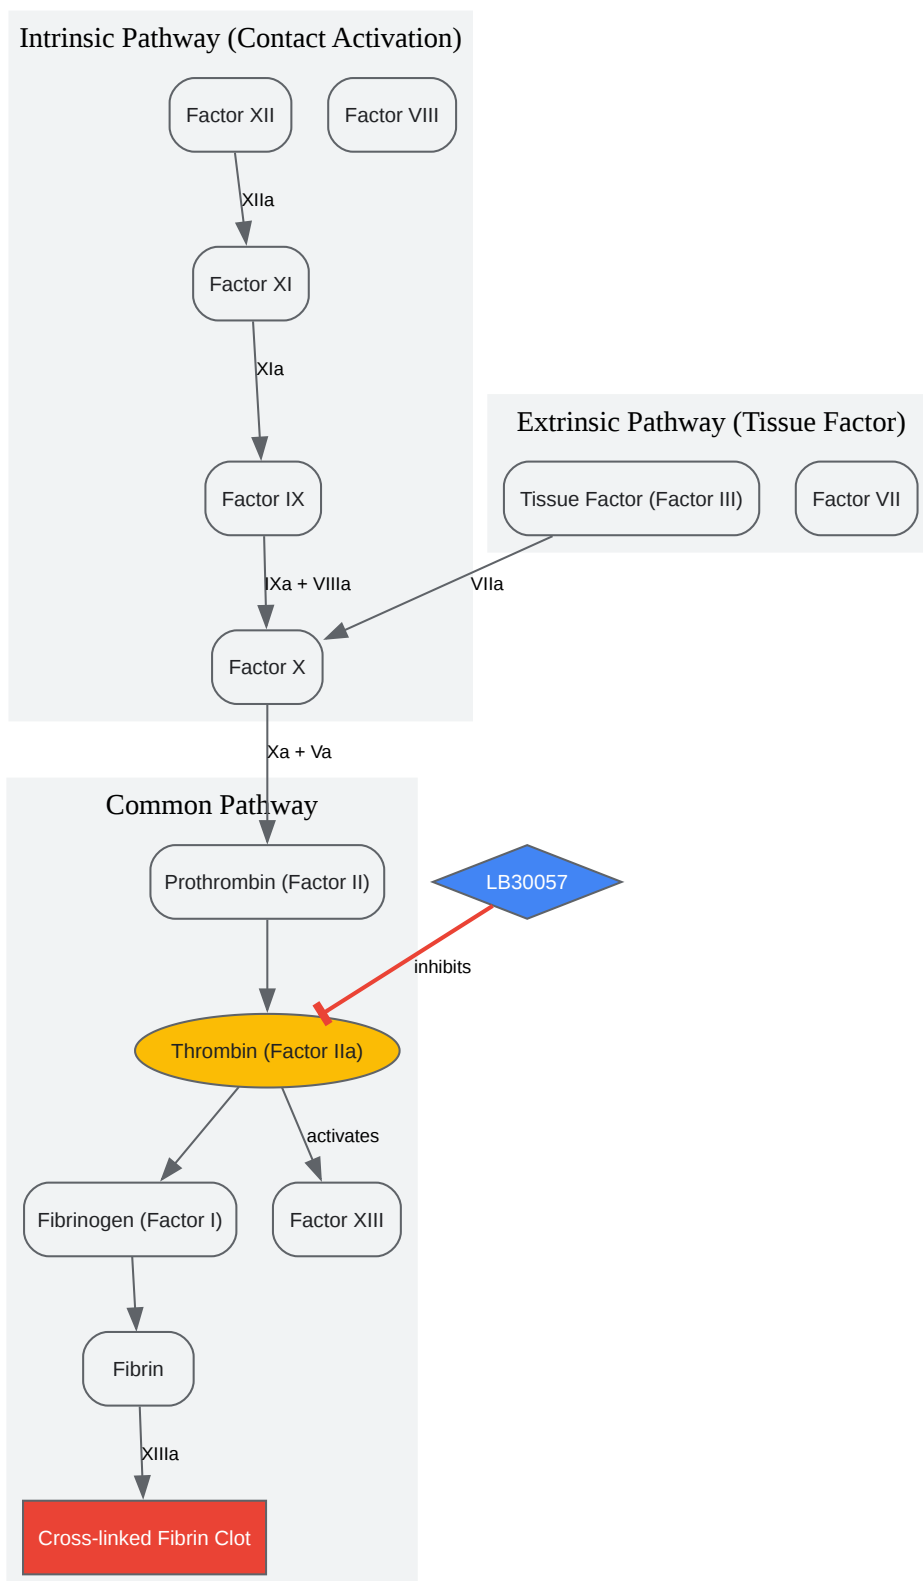 Intrinsic Pathway (Contact Activation)
Factor XII
Factor VIII
XIIa
Factor XI
XIa
Extrinsic Pathway (Tissue Factor)
Factor IX
Tissue Factor (Factor III)
Factor VII
IXa + VIIIa
VIIa
Factor X
Xa + Va
Common Pathway
Prothrombin (Factor II)
LB30057
inhibits
Thrombin (Factor IIa)
activates
Fibrinogen (Factor I)
Factor XIII
Fibrin
XIIIa
Cross-linked Fibrin Clot